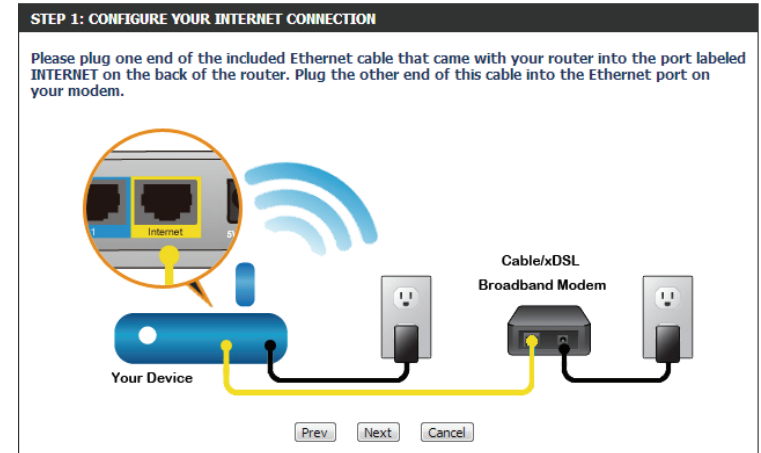 STEP 1: CONFIGURE YOUR INTERNET CONNECTION
Please plug one end of the included Ethernet cable that came with your router into the port labeled
INTERNET on the back of the router. Plug the other end of this cable into the Ethernet port on
your modem.
1
Internet
5V
Cable/xDSL
Broadband Modem
Your Device
Prev
Next
Cancel